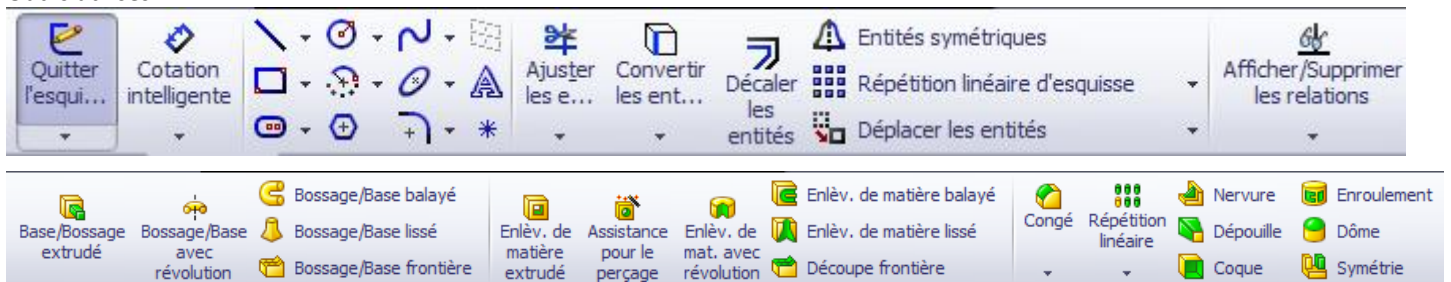 Quitter
l'esqui...
Cotation
intelligente
Ajuster
les e...
Convertir
les ent...
Décaler
les
entités
Entités symétriques
Répétition linéaire d'esquisse
Déplacer les entités
Afficher/Supprimer
les relations
Base/Bossage
extrudé
Bossage/Base
avec
révolution
Bossage/Base balayé
Bossage/Base lissé
Bossage/Base frontière
Enlèv. de
matière
extrudé
Assistance
pour le
perçage
Enlèv. de
mat. avec
révolution
Enlèv. de matière balayé
Enlèv. de matière lissé
Découpe frontière
Congé
Répétition
linéaire
Nervure
Dépouille
Coque
Enroulement
Dôme
Symétrie